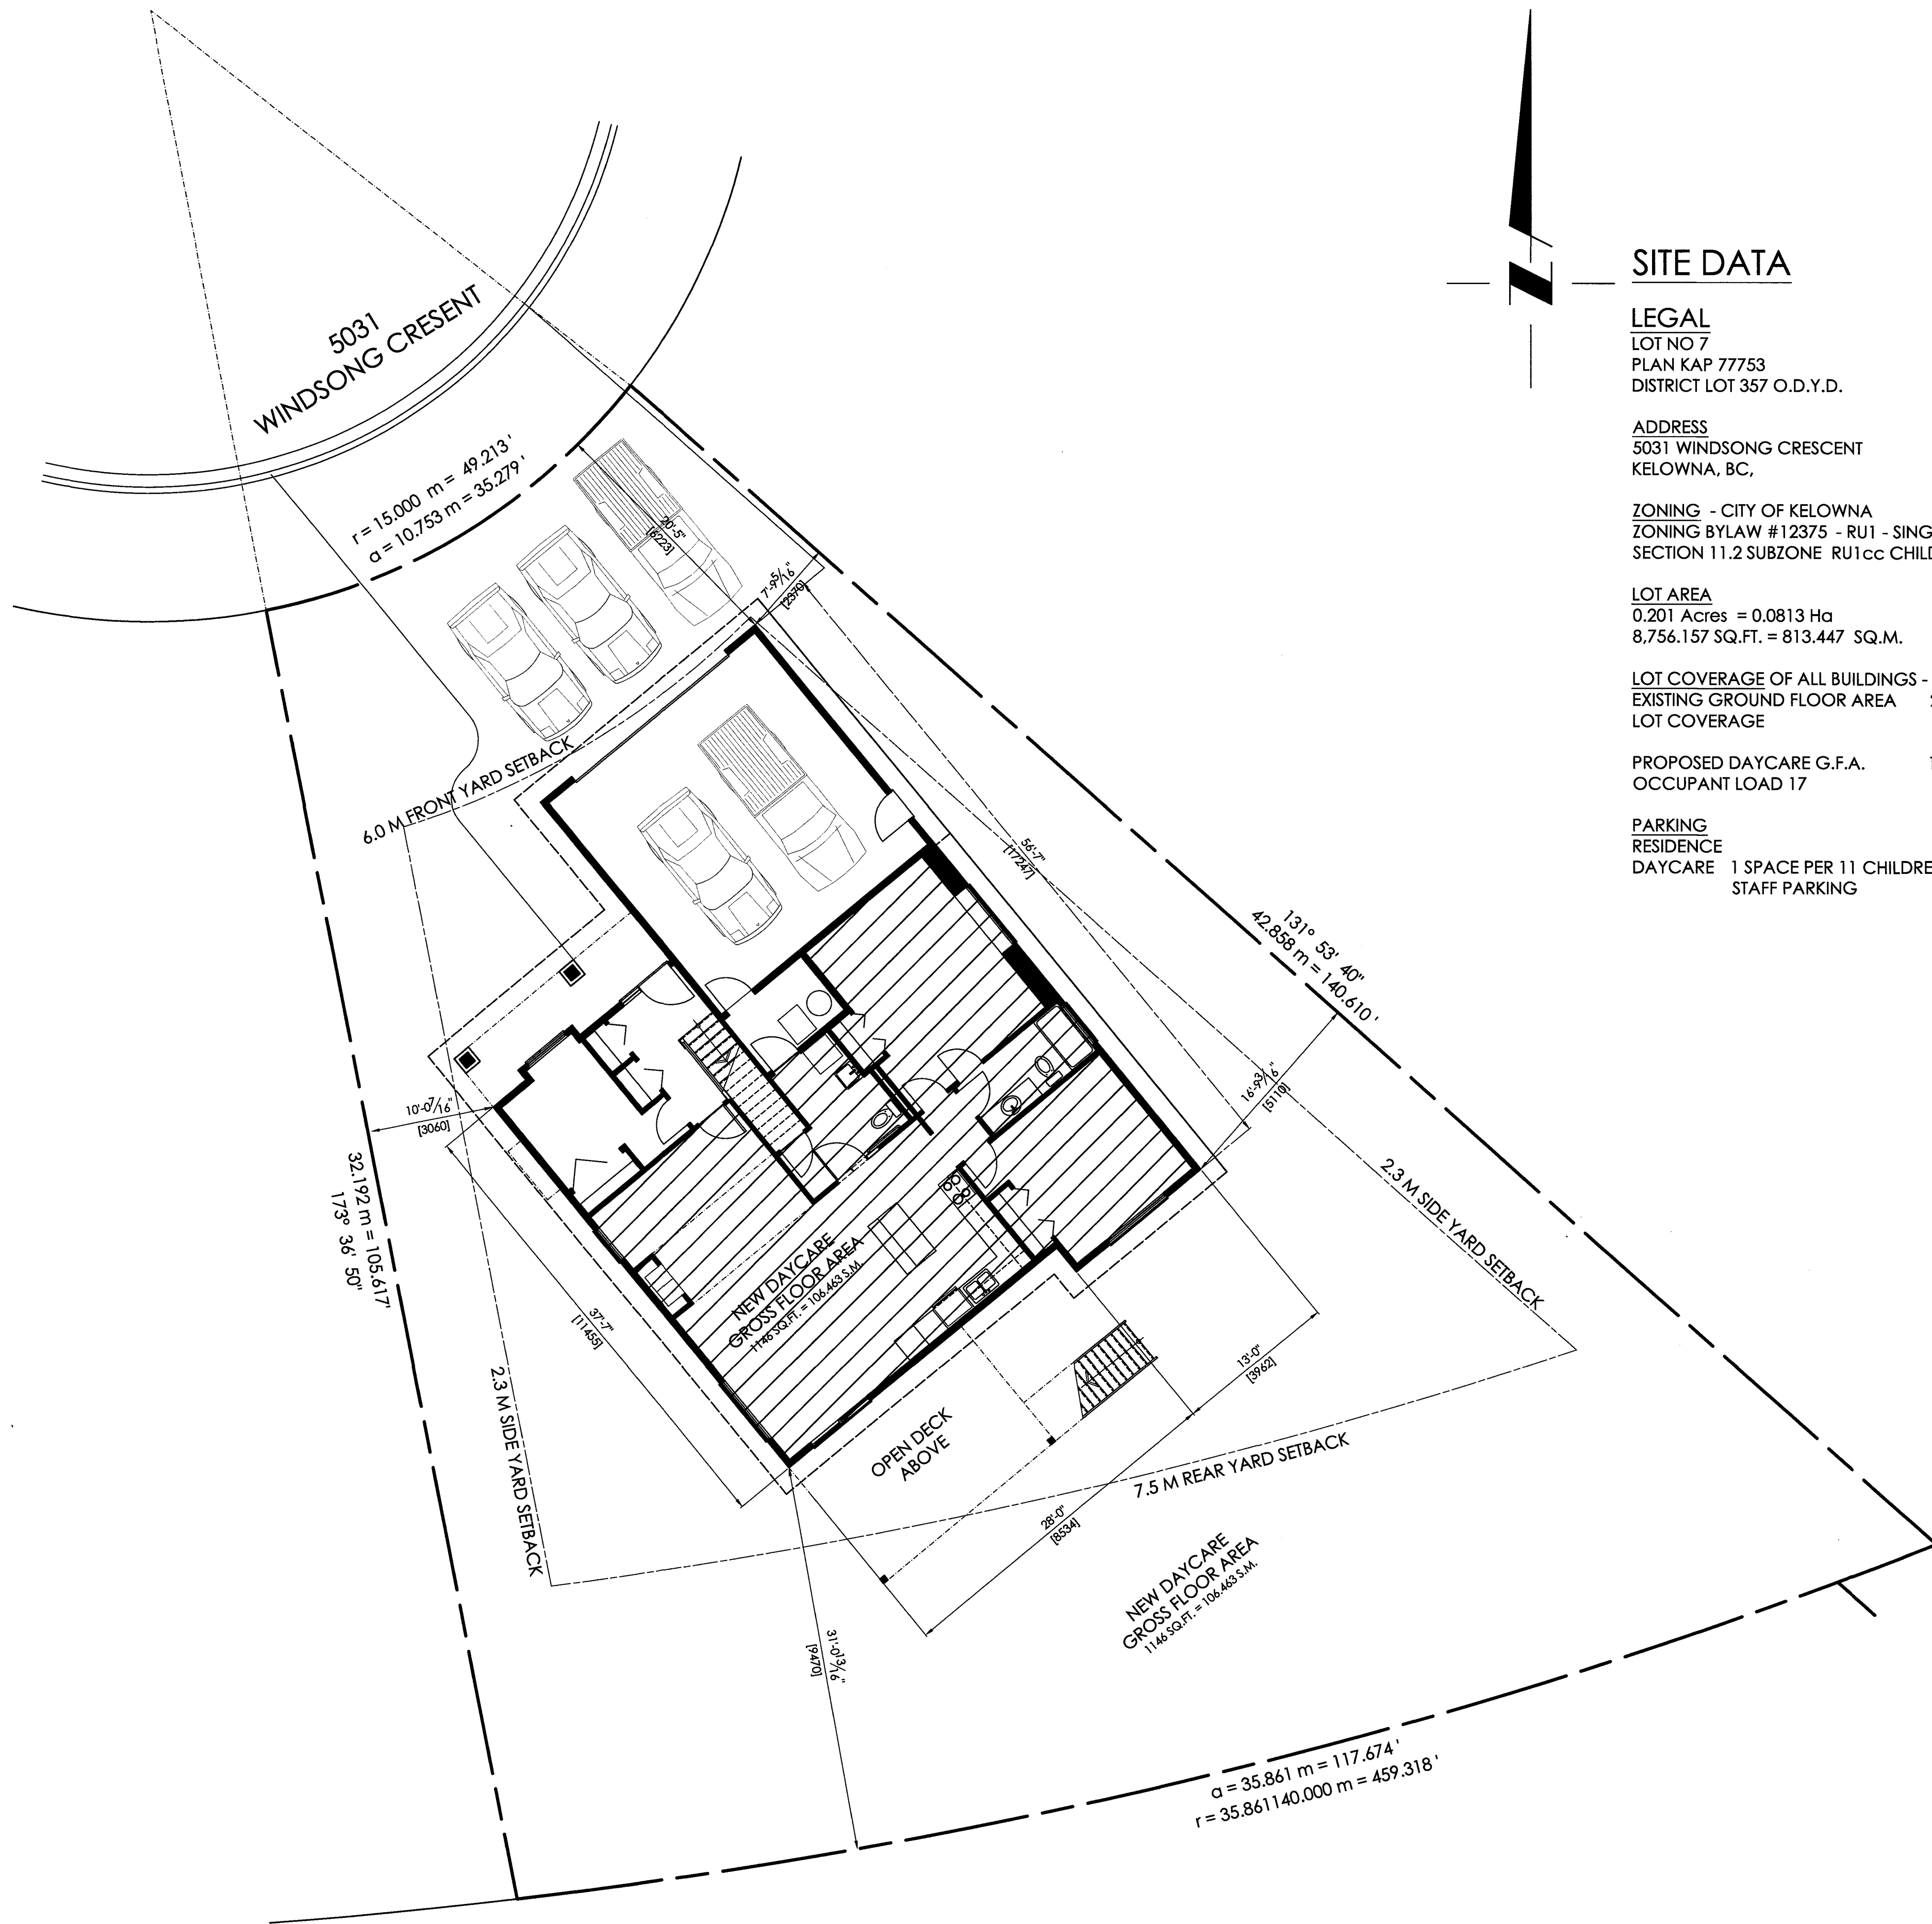 5031
WINDSONG CRESENT
r = 15.000 m = 49.213 '
a = 10.753 m = 35.279 '
20'-5"
[6223]
7'-9 5/16"
[2370]
6.0 M FRONT YARD SETBACK
56'-7"
[17247]
131° 53' 40"
42.858 m = 140.610 '
16'-9 3/16"
[5110]
10'-0 7/16"
[3060]
32.192 m = 105.617'
173° 36' 50"
37'-7"
[11455]
NEW DAYCARE
GROSS FLOOR AREA
1146 SQ.FT. = 106.463 S.M.
2.3 M SIDE YARD SETBACK
2.3 M SIDE YARD SETBACK
13'-0"
[3962]
OPEN DECK
ABOVE
7.5 M REAR YARD SETBACK
28'-0"
[8534]
NEW DAYCARE
GROSS FLOOR AREA
1146 SQ.FT. = 106.463 S.M.
31'-0 13/16"
[9470]
a = 35.861 m = 117.674 '
r = 35.861140.000 m = 459.318 '
N
SITE DATA
LEGAL
LOT NO 7
PLAN KAP 77753
DISTRICT LOT 357 O.D.Y.D.
ADDRESS
5031 WINDSONG CRESCENT
KELOWNA, BC,
ZONING - CITY OF KELOWNA
ZONING BYLAW #12375 - RU1 - SING
SECTION 11.2 SUBZONE RU1cc CHILD
LOT AREA
0.201 Acres = 0.0813 Ha
8,756.157 SQ.FT. = 813.447 SQ.M.
LOT COVERAGE OF ALL BUILDINGS -
EXISTING GROUND FLOOR AREA
LOT COVERAGE
PROPOSED DAYCARE G.F.A.
OCCUPANT LOAD 17
PARKING
RESIDENCE
DAYCARE 1 SPACE PER 11 CHILDRE
STAFF PARKING